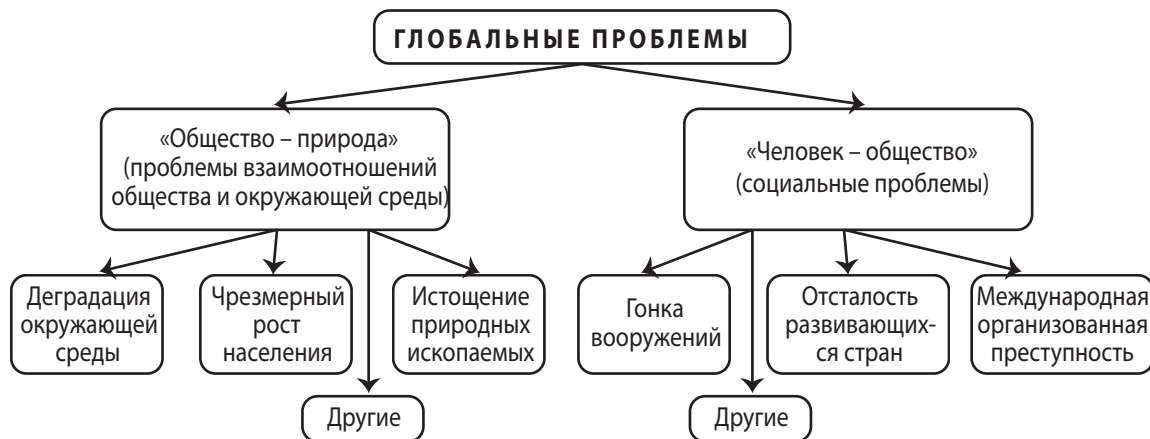 ГЛОБАЛЬНЫЕ ПРОБЛЕМЫ
«Общество – природа»
(проблемы взаимоотношений
общества и окружающей среды)
«Человек – общество»
(социальные проблемы)
Деградация
окружающей
среды
Чрезмерный
рост
населения
Истощение
природных
ископаемых
Гонка
вооружений
Отсталость
развивающих-
ся стран
Международная
организованная
преступность
Другие
Другие